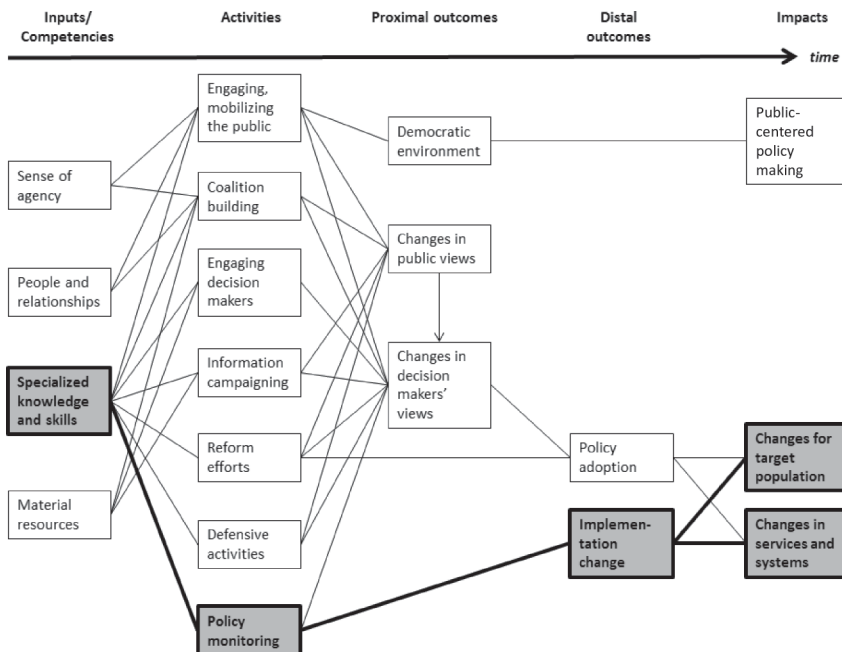 Inputs/
Competencies
Activities
Proximal outcomes
Distal
outcomes
Impacts
time
Engaging,
mobilizing
the public
Democratic
environment
Public-
centered
policy
making
Sense of
agency
Coalition
building
Changes in
public views
People and
relationships
Engaging
decision
makers
Specialized
knowledge
and skills
Information
campaigning
Changes in
decision
makers'
views
Reform
efforts
Policy
adoption
Changes for
target
population
Material
resources
Defensive
activities
Implemen-
tation
change
Changes in
services and
systems
Policy
monitoring